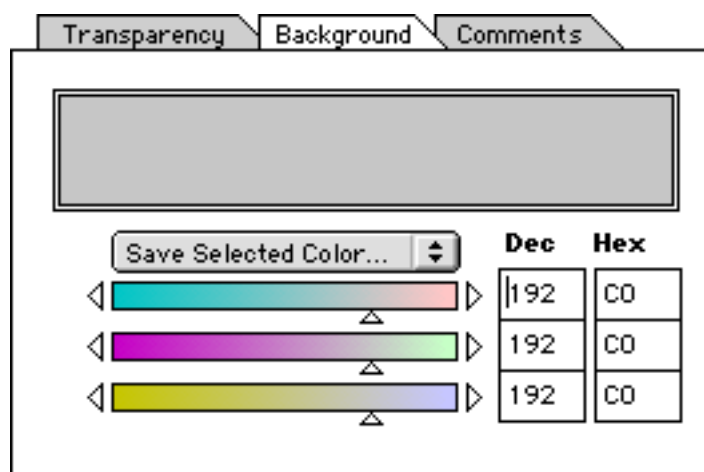 Transparency Background Comments
Save Selected Color... Dec Hex
192 C0
192 C0
192 C0